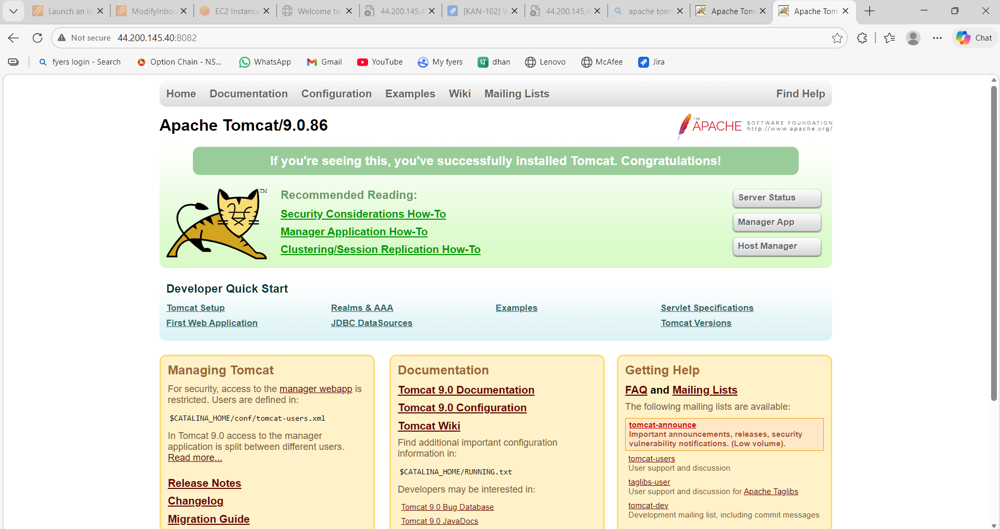 Launch an in
ModifyInbou
EC2 Instance
Welcome to
44.200.145.4
[KAN-102] W
44.200.145.4
apache tomc
Apache Tom
Apache Tom
Not secure 44.200.145.40:8082
Chat
fyers login - Search
Option Chain - NS...
WhatsApp
Gmail
YouTube
My fyers
dhan
Lenovo
McAfee
Jira
Home Documentation Configuration Examples Wiki Mailing Lists Find Help
Apache Tomcat/9.0.86
THE APACHE SOFTWARE FOUNDATION
http://www.apache.org/
If you're seeing this, you've successfully installed Tomcat. Congratulations!
TM
Recommended Reading:
Security Considerations How-To
Manager Application How-To
Clustering/Session Replication How-To
Server Status
Manager App
Host Manager
Developer Quick Start
Tomcat Setup
First Web Application
Realms & AAA
JDBC DataSources
Examples
Servlet Specifications
Tomcat Versions
Managing Tomcat
For security, access to the manager webapp is
restricted. Users are defined in:
$CATALINA_HOME/conf/tomcat-users.xml
In Tomcat 9.0 access to the manager
application is split between different users.
Read more...
Release Notes
Changelog
Migration Guide
Documentation
Tomcat 9.0 Documentation
Tomcat 9.0 Configuration
Tomcat Wiki
Find additional important configuration
information in:
$CATALINA_HOME/RUNNING.txt
Developers may be interested in:
Tomcat 9.0 Bug Database
Tomcat 9.0 JavaDocs
Getting Help
FAQ and Mailing Lists
The following mailing lists are available:
tomcat-announce
Important announcements, releases, security
vulnerability notifications. (Low volume).
tomcat-users
User support and discussion
taglibs-user
User support and discussion for Apache Taglibs
tomcat-dev
Development mailing list, including commit messages